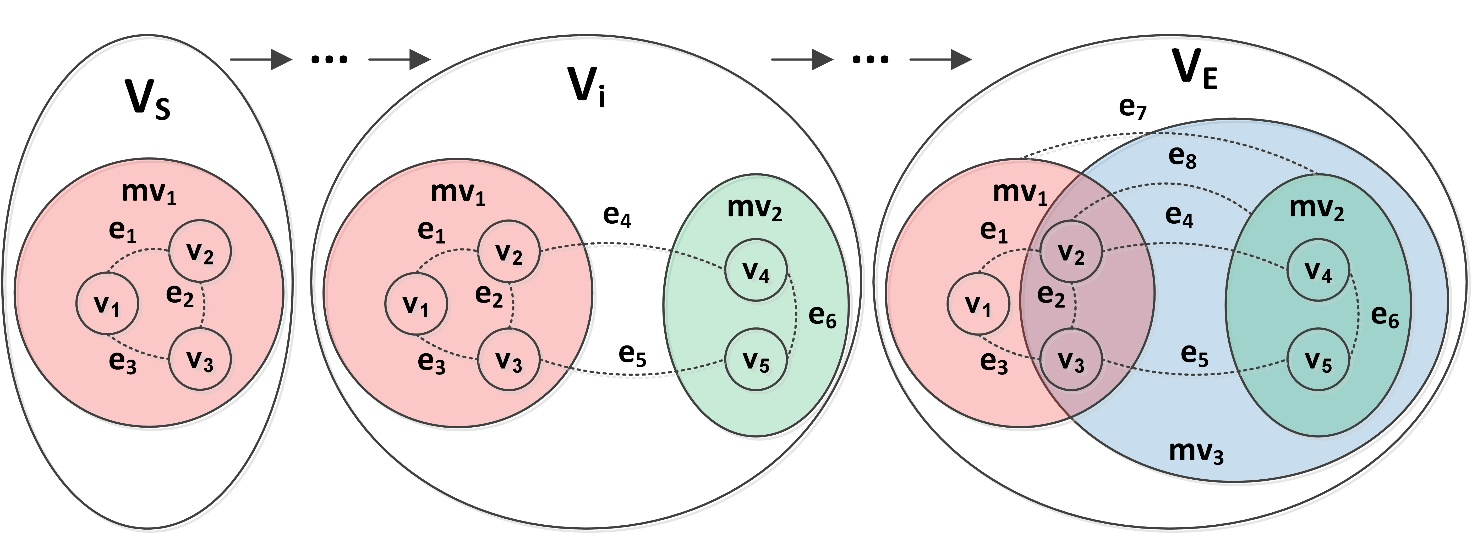 V_S
mv_1
e_1
v_2
v_1
e_2
e_3
v_3
...
V_i
mv_1
e_1
v_2
v_1
e_2
e_3
v_3
e_4
e_5
mv_2
v_4
v_5
e_6
...
V_E
e_7
e_8
mv_1
e_1
v_2
v_1
e_2
e_3
v_3
e_4
e_5
mv_2
v_4
v_5
e_6
mv_3